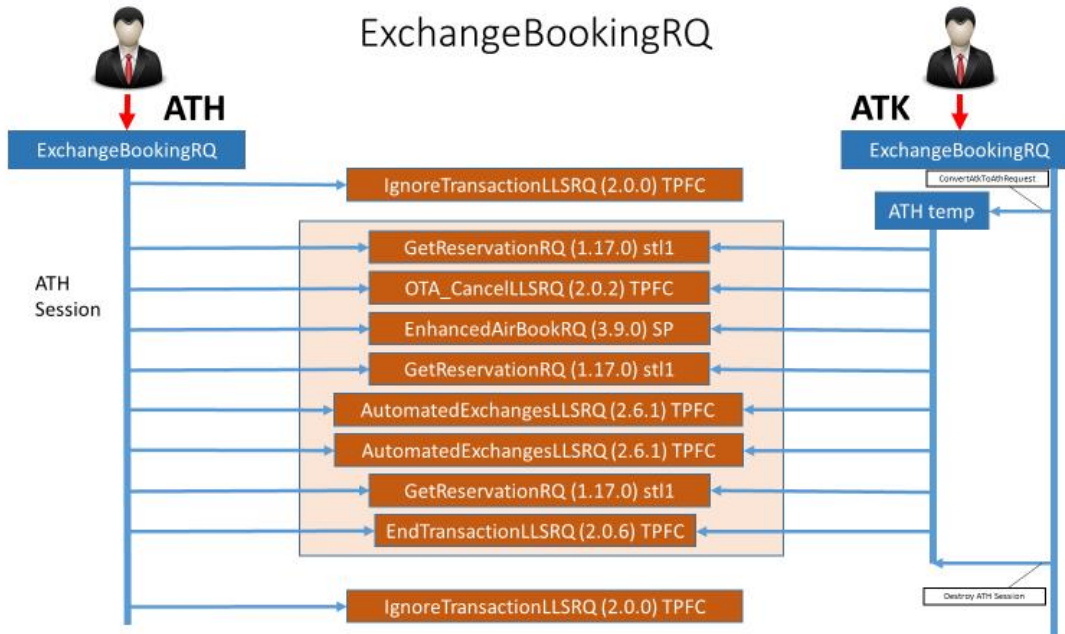 ExchangeBookingRQ
ATH
ATK
ExchangeBookingRQ
ExchangeBookingRQ
ConvertAtkToAthRequest
IgnoreTransactionLLSRQ (2.0.0) TPFC
ATH temp
GetReservationRQ (1.17.0) stl1
ATH
Session
OTA_CancelLLSRQ (2.0.2) TPFC
EnhancedAirBookRQ (3.9.0) SP
GetReservationRQ (1.17.0) stl1
AutomatedExchangesLLSRQ (2.6.1) TPFC
AutomatedExchangesLLSRQ (2.6.1) TPFC
GetReservationRQ (1.17.0) stl1
EndTransactionLLSRQ (2.0.6) TPFC
Destroy ATH Session
IgnoreTransactionLLSRQ (2.0.0) TPFC